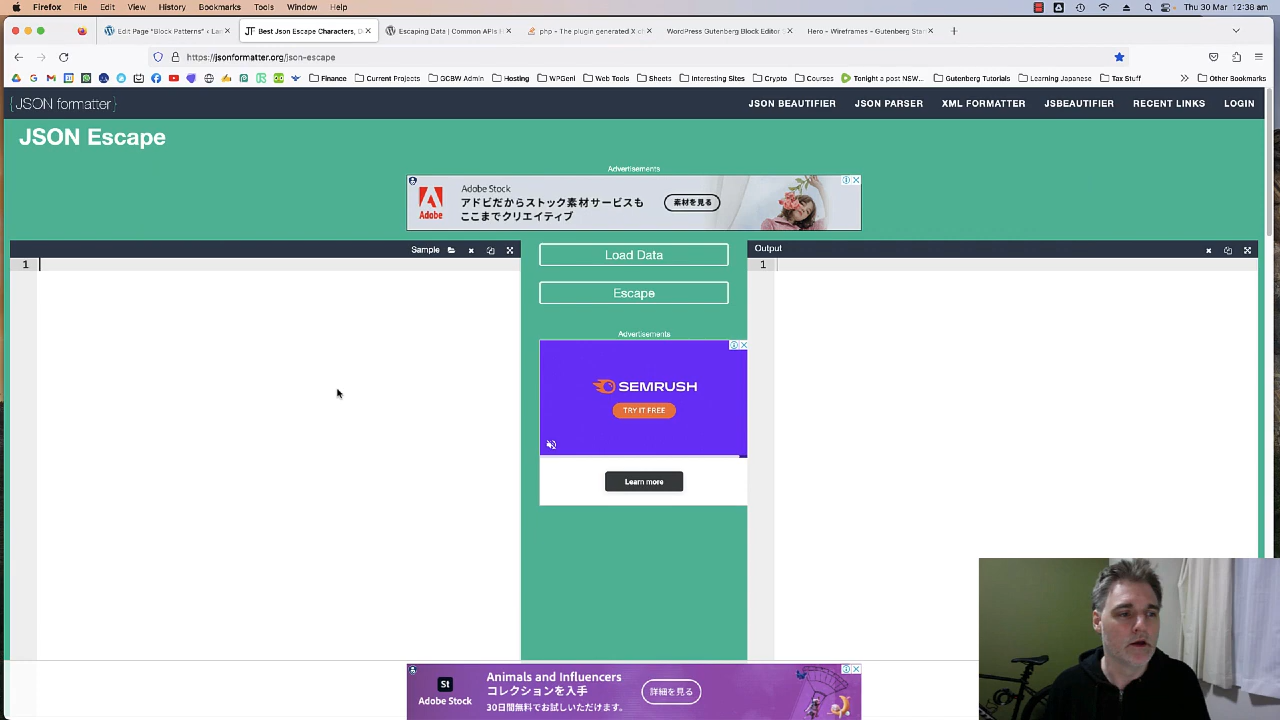 Firefox File Edit View History Bookmarks Tools Window Help
Thu 30 Mar 12:38 am
Edit Page "Block Patterns" ‹ Lan
Best Json Escape Characters, D
Escaping Data | Common APIs H
php - The plugin generated X ch
WordPress Gutenberg Block Editor
Hero - Wireframes – Gutenberg Star
https://jsonformatter.org/json-escape
Finance Current Projects GCBW Admin Hosting WPGenI Web Tools Sheets Interesting Sites Crypto Courses Tonight a post NSW... Gutenberg Tutorials Learning Japanese Tax Stuff Other Bookmarks
{JSON formatter}
JSON BEAUTIFIER JSON PARSER XML FORMATTER JSBEAUTIFIER RECENT LINKS LOGIN
JSON Escape
Advertisements
Adobe Stock
アドビだからストック素材サービスも
ここまでクリエイティブ
素材を見る
Adobe
Sample
Load Data
Output
1
1
Escape
Advertisements
SEMRUSH
TRY IT FREE
Learn more
St
Adobe Stock
Animals and Influencers
コレクションを入手
30日間無料でお試しいただけます。
詳細を見る